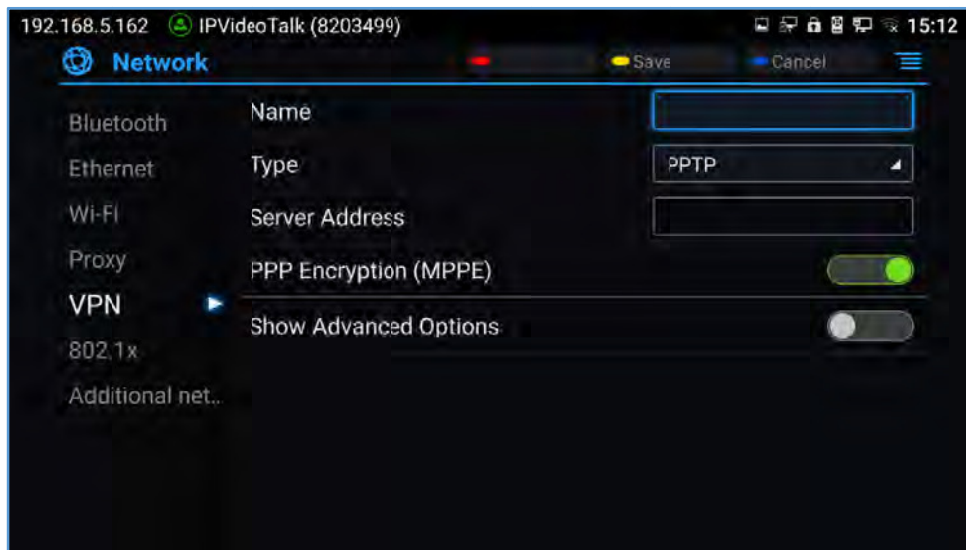 192.168.5.162 IPVideoTalk (8203499) 15:12
Network Save Cancel
Bluetooth
Ethernet
Wi-Fi
Proxy
VPN
802.1x
Additional net..
Name
Type PPTP
Server Address
PPP Encryption (MPPE)
Show Advanced Options